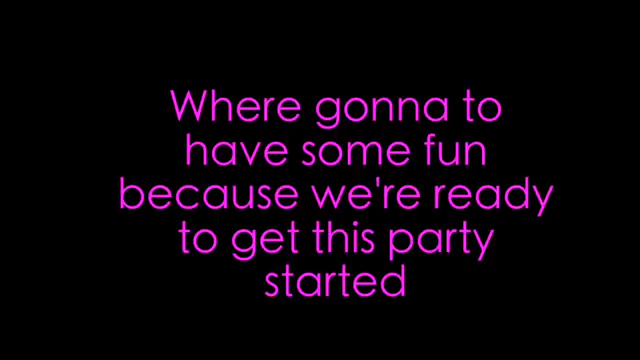 Where gonna to
have some fun
because we're ready
to get this party
started